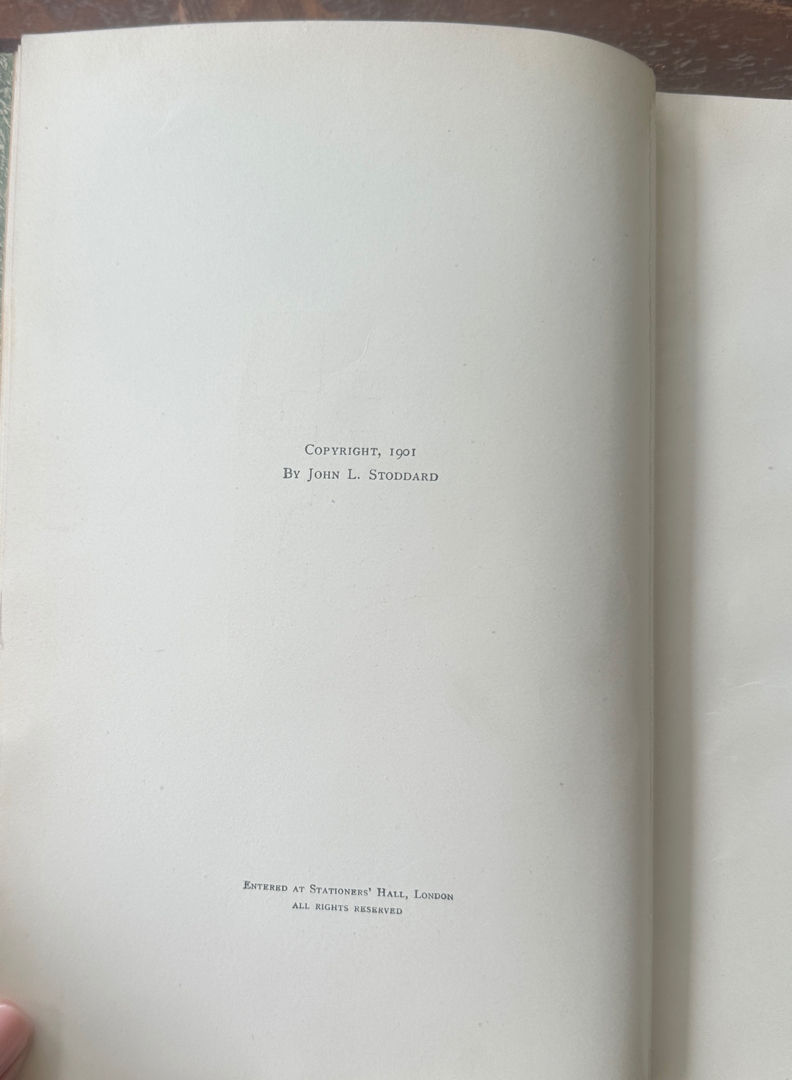 COPYRIGHT, 1901
BY JOHN L. STODDARD
ENTERED AT STATIONERS' HALL, LONDON
ALL RIGHTS RESERVED